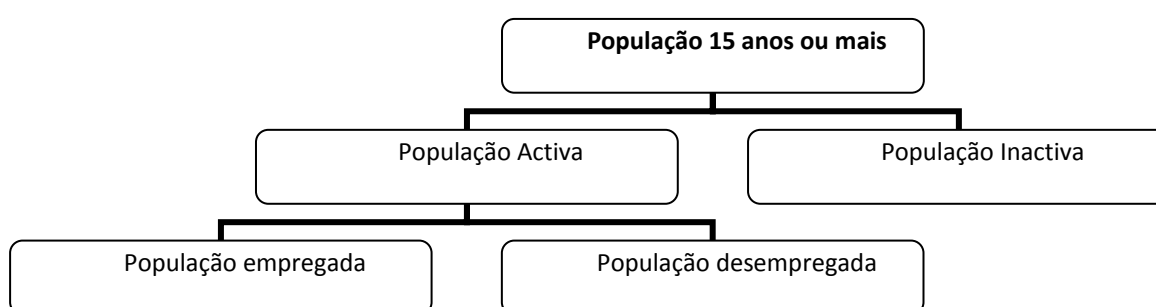 População 15 anos ou mais
População Activa
População Inactiva
População empregada
População desempregada